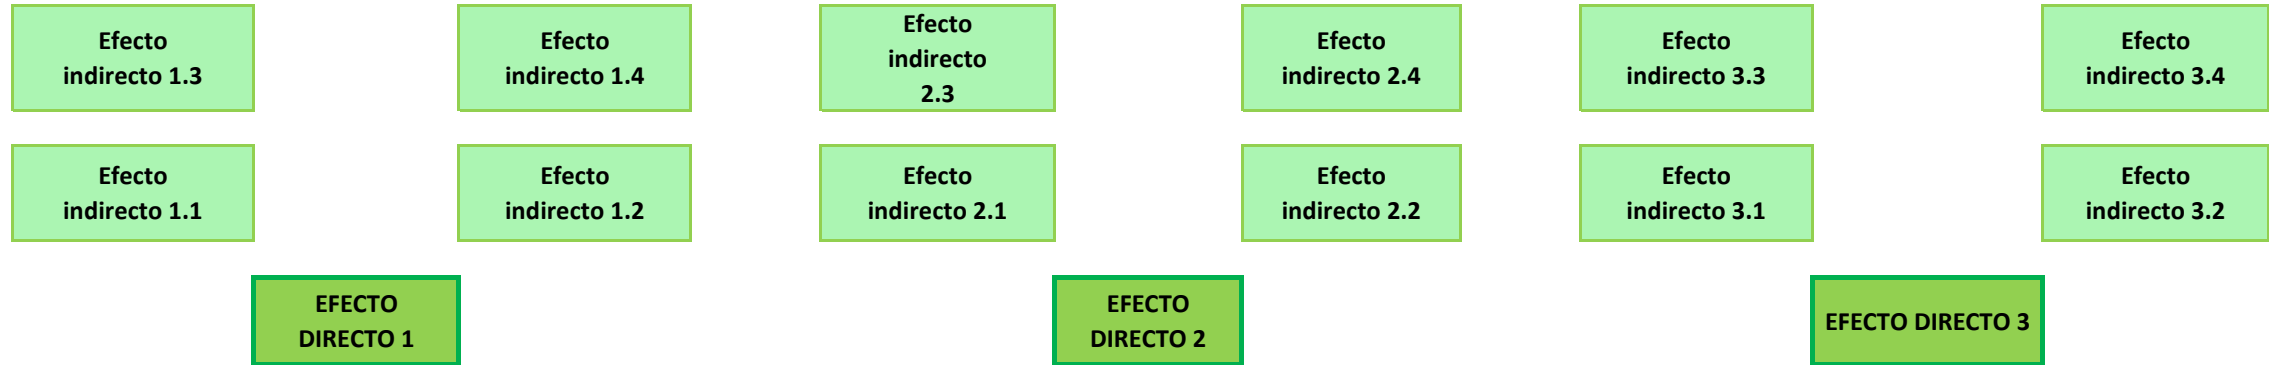 Efecto
indirecto 1.3
Efecto
indirecto 1.4
Efecto
indirecto
2.3
Efecto
indirecto 2.4
Efecto
indirecto 3.3
Efecto
indirecto 3.4
Efecto
indirecto 1.1
Efecto
indirecto 1.2
Efecto
indirecto 2.1
Efecto
indirecto 2.2
Efecto
indirecto 3.1
Efecto
indirecto 3.2
EFECTO
DIRECTO 1
EFECTO
DIRECTO 2
EFECTO DIRECTO 3